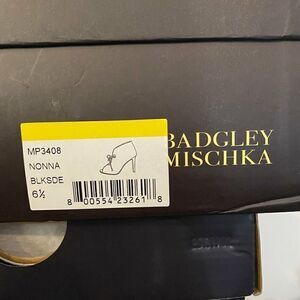 MP3408
NONNA
BLKSDE
6½
8 00554 23261 8
BADGLEY
MISCHKA